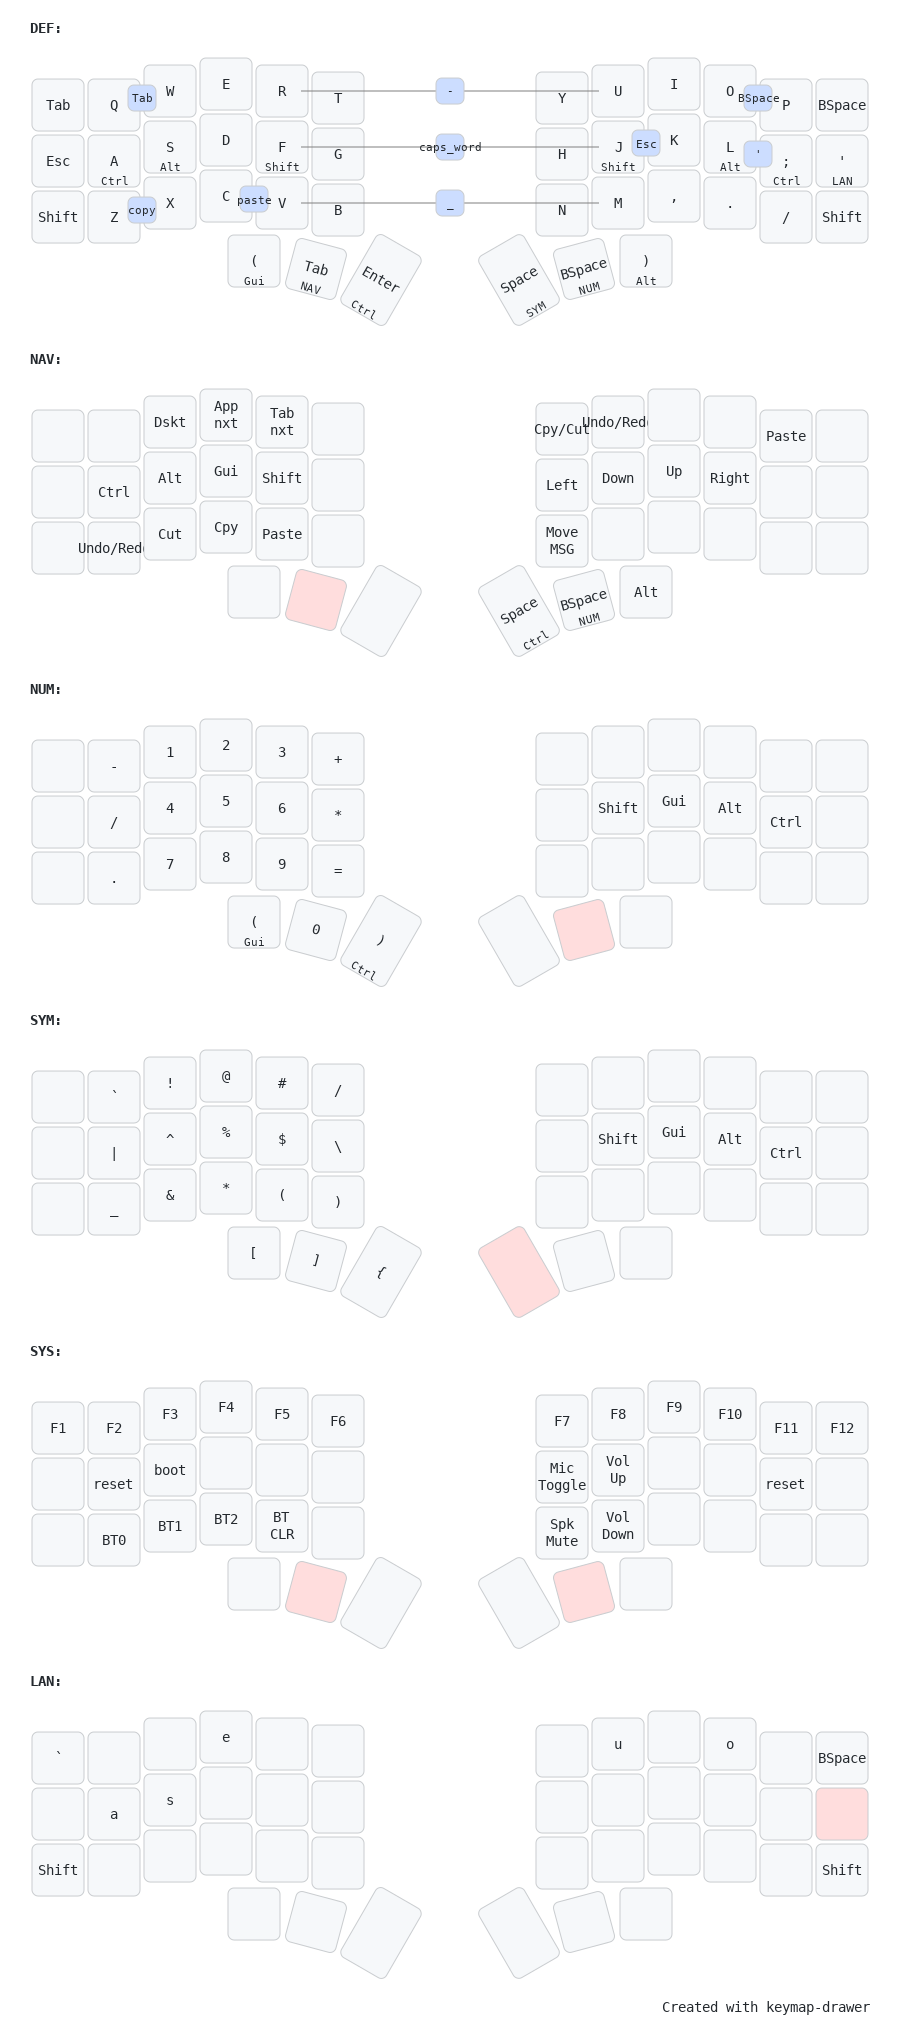 DEF:
Tab Q Tab W E R T - Y U I O BSpace P BSpace
Esc A Ctrl S Alt D F Shift G caps_word H J Shift Esc K L Alt ' ; Ctrl ' LAN
Shift Z copy X C paste V B _ N M , . / Shift
( Gui Tab NAV Enter Ctrl Space SYM BSpace NUM ) Alt
NAV:
Dskt App nxt Tab nxt Cpy/Cut Undo/Redo Paste
Ctrl Alt Gui Shift Left Down Up Right
Undo/Redo Cut Cpy Paste Move MSG
Space Ctrl BSpace NUM Alt
NUM:
- 1 2 3 +
/ 4 5 6 * Shift Gui Alt Ctrl
. 7 8 9 =
( Gui 0 ) Ctrl
SYM:
` ! @ # /
| ^ % $ \ Shift Gui Alt Ctrl
_ & * ( )
[ ] {
SYS:
F1 F2 F3 F4 F5 F6 F7 F8 F9 F10 F11 F12
reset boot Mic Toggle Vol Up reset
BT0 BT1 BT2 BT CLR Spk Mute Vol Down
LAN:
` e u o BSpace
a s
Shift Shift
Created with keymap-drawer